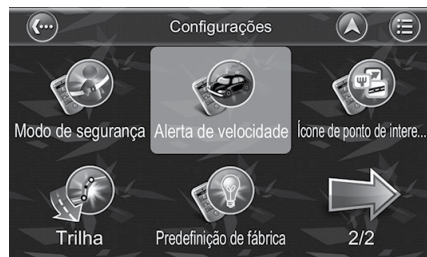 Configurações
Modo de segurança Alerta de velocidade Ícone de ponto de intere...
Trilha Predefinição de fábrica 2/2